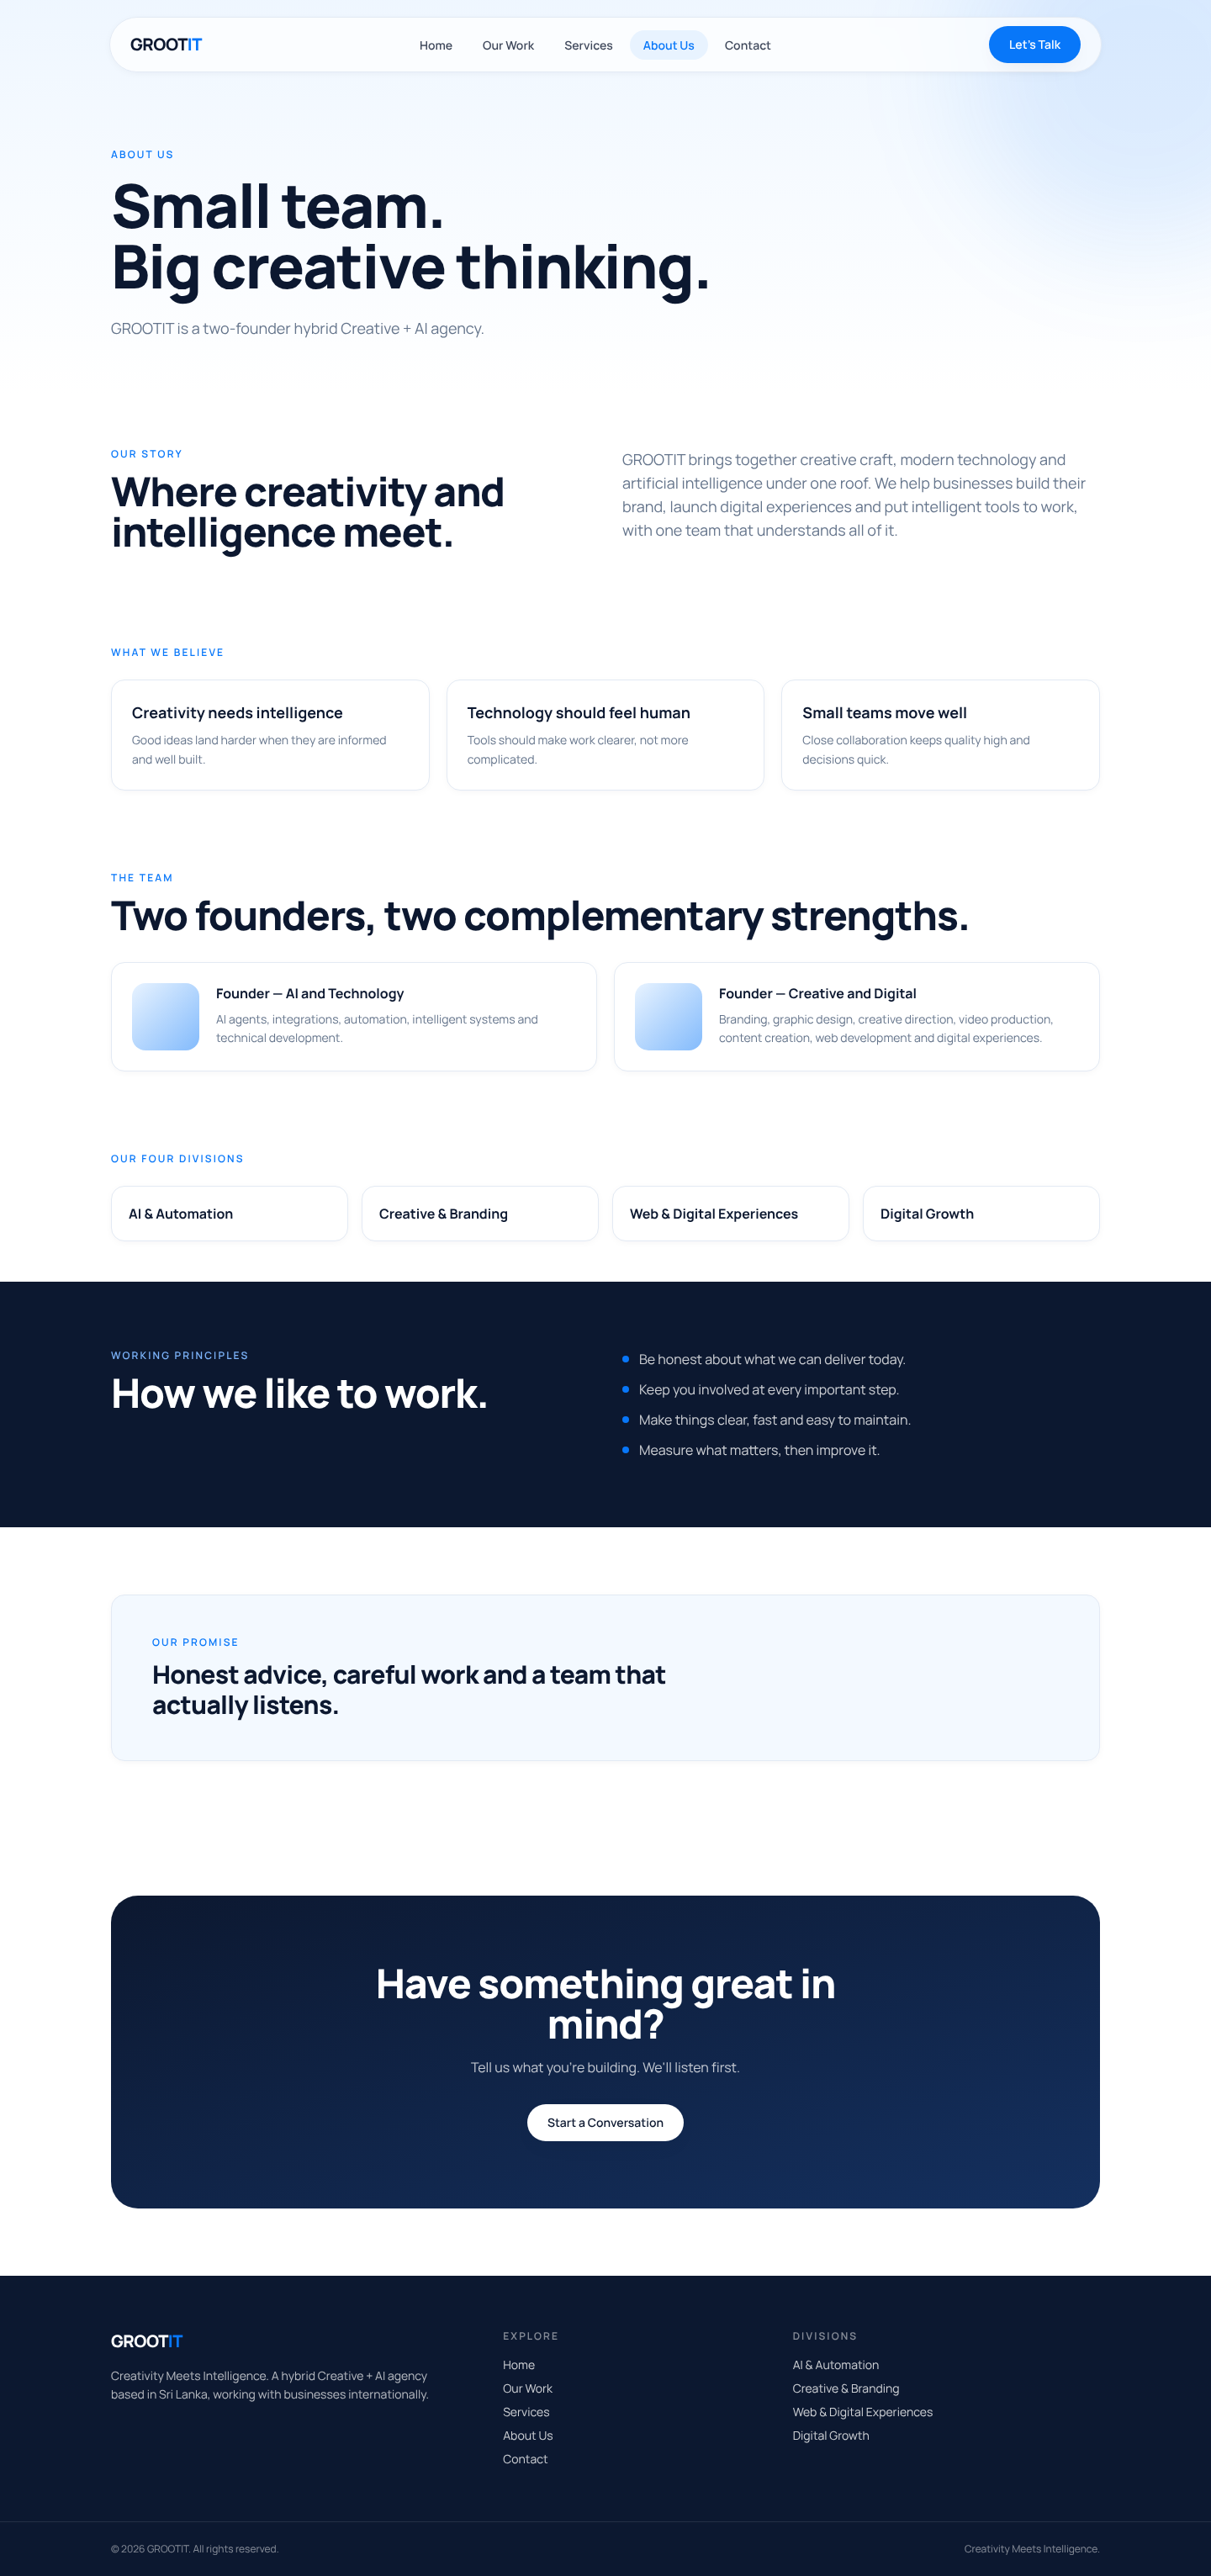 GROOTIT
Home Our Work Services About Us Contact
Let's Talk
ABOUT US
Small team.
Big creative thinking.
GROOTIT is a two-founder hybrid Creative + AI agency.
OUR STORY
Where creativity and
intelligence meet.
GROOTIT brings together creative craft, modern technology and
artificial intelligence under one roof. We help businesses build their
brand, launch digital experiences and put intelligent tools to work,
with one team that understands all of it.
WHAT WE BELIEVE
Creativity needs intelligence
Good ideas land harder when they are informed
and well built.
Technology should feel human
Tools should make work clearer, not more
complicated.
Small teams move well
Close collaboration keeps quality high and
decisions quick.
THE TEAM
Two founders, two complementary strengths.
Founder — AI and Technology
AI agents, integrations, automation, intelligent systems and
technical development.
Founder — Creative and Digital
Branding, graphic design, creative direction, video production,
content creation, web development and digital experiences.
OUR FOUR DIVISIONS
AI & Automation
Creative & Branding
Web & Digital Experiences
Digital Growth
WORKING PRINCIPLES
How we like to work.
Be honest about what we can deliver today.
Keep you involved at every important step.
Make things clear, fast and easy to maintain.
Measure what matters, then improve it.
OUR PROMISE
Honest advice, careful work and a team that
actually listens.
Have something great in
mind?
Tell us what you're building. We'll listen first.
Start a Conversation
GROOTIT
Creativity Meets Intelligence. A hybrid Creative + AI agency
based in Sri Lanka, working with businesses internationally.
EXPLORE
Home
Our Work
Services
About Us
Contact
DIVISIONS
AI & Automation
Creative & Branding
Web & Digital Experiences
Digital Growth
© 2026 GROOTIT. All rights reserved.
Creativity Meets Intelligence.